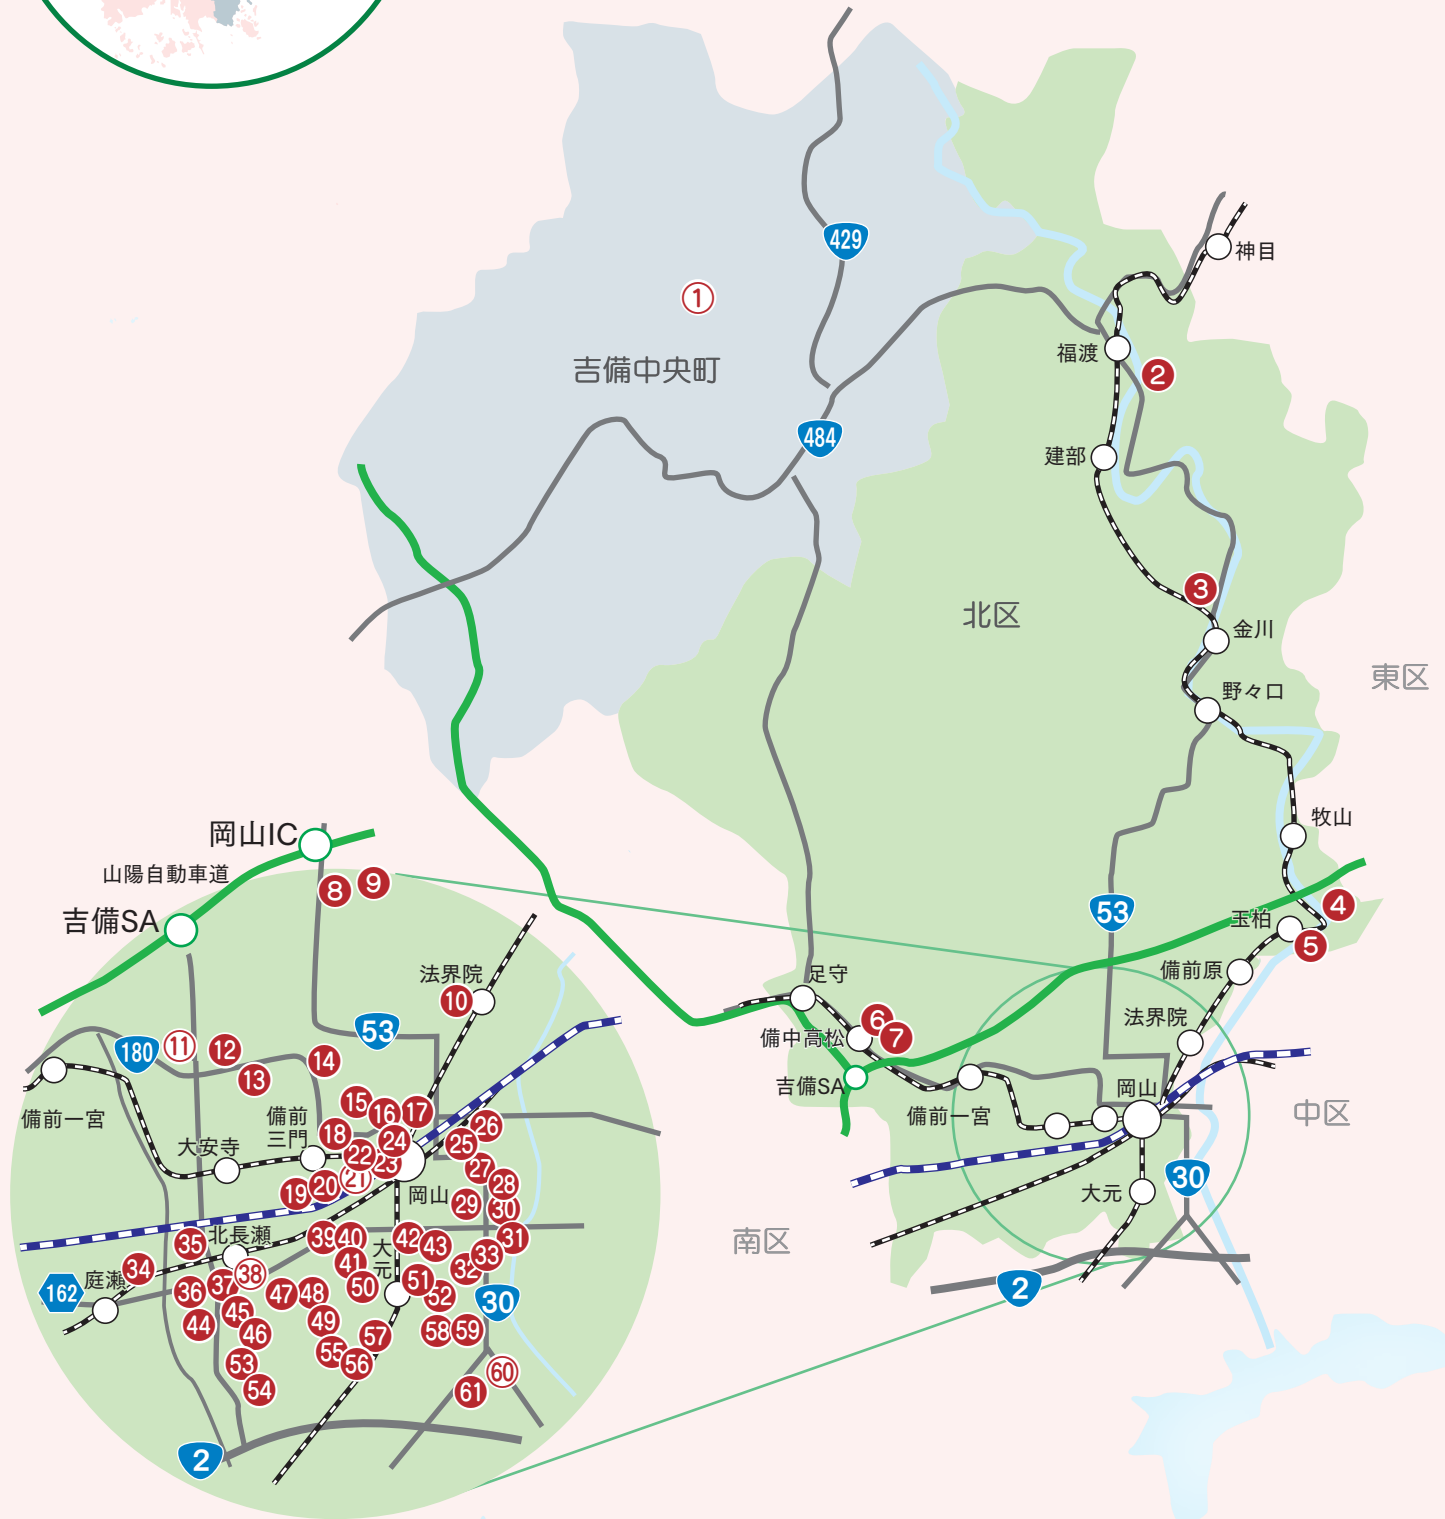 429
神目
①
福渡
吉備中央町
②
484
建部
③
北区
金川
東区
野々口
牧山
岡山IC
山陽自動車道
⑧
⑨
④
吉備SA
53
玉柏
⑤
足守
備前原
法界院
⑩
⑥
法界院
53
備中高松
⑦
180
⑪
⑫
⑭
吉備SA
岡山
⑬
備前一宮
備前
三門
⑮
⑯
⑰
備前一宮
中区
大安寺
⑱
㉔
㉖
㉒
㉓
㉕
㉑
㉗
⑲
⑳
岡山
㉘
30
㉙
㉚
大元
北長瀬
㉟
㊴
㊵
大元
㊷
㊸
㉛
南区
㉝
庭瀬
㉞
㊳
㊶
㉜
162
㊱
㊲
㊼
㊽
㊿
51
52
30
2
㊹
㊺
㊻
㊾
57
58
59
53
55
56
60
54
61
2